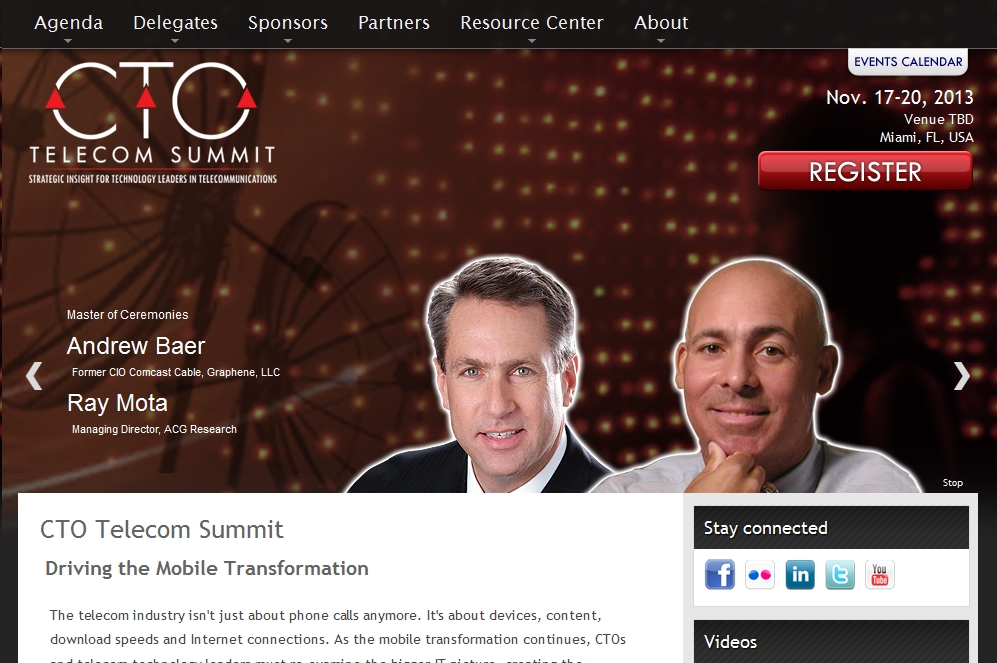 Agenda Delegates Sponsors Partners Resource Center About
EVENTS CALENDAR
CTO
TELECOM SUMMIT
STRATEGIC INSIGHT FOR TECHNOLOGY LEADERS IN TELECOMMUNICATIONS
Nov. 17-20, 2013
Venue TBD
Miami, FL, USA
REGISTER
Master of Ceremonies
Andrew Baer
Former CIO Comcast Cable, Graphene, LLC
Ray Mota
Managing Director, ACG Research
Stop
CTO Telecom Summit
Driving the Mobile Transformation
The telecom industry isn't just about phone calls anymore. It's about devices, content,
download speeds and Internet connections. As the mobile transformation continues, CTOs
and telecom technology leaders must re-examine the bigger IT picture, creating the
Stay connected
f
in
t
You
Tube
Videos